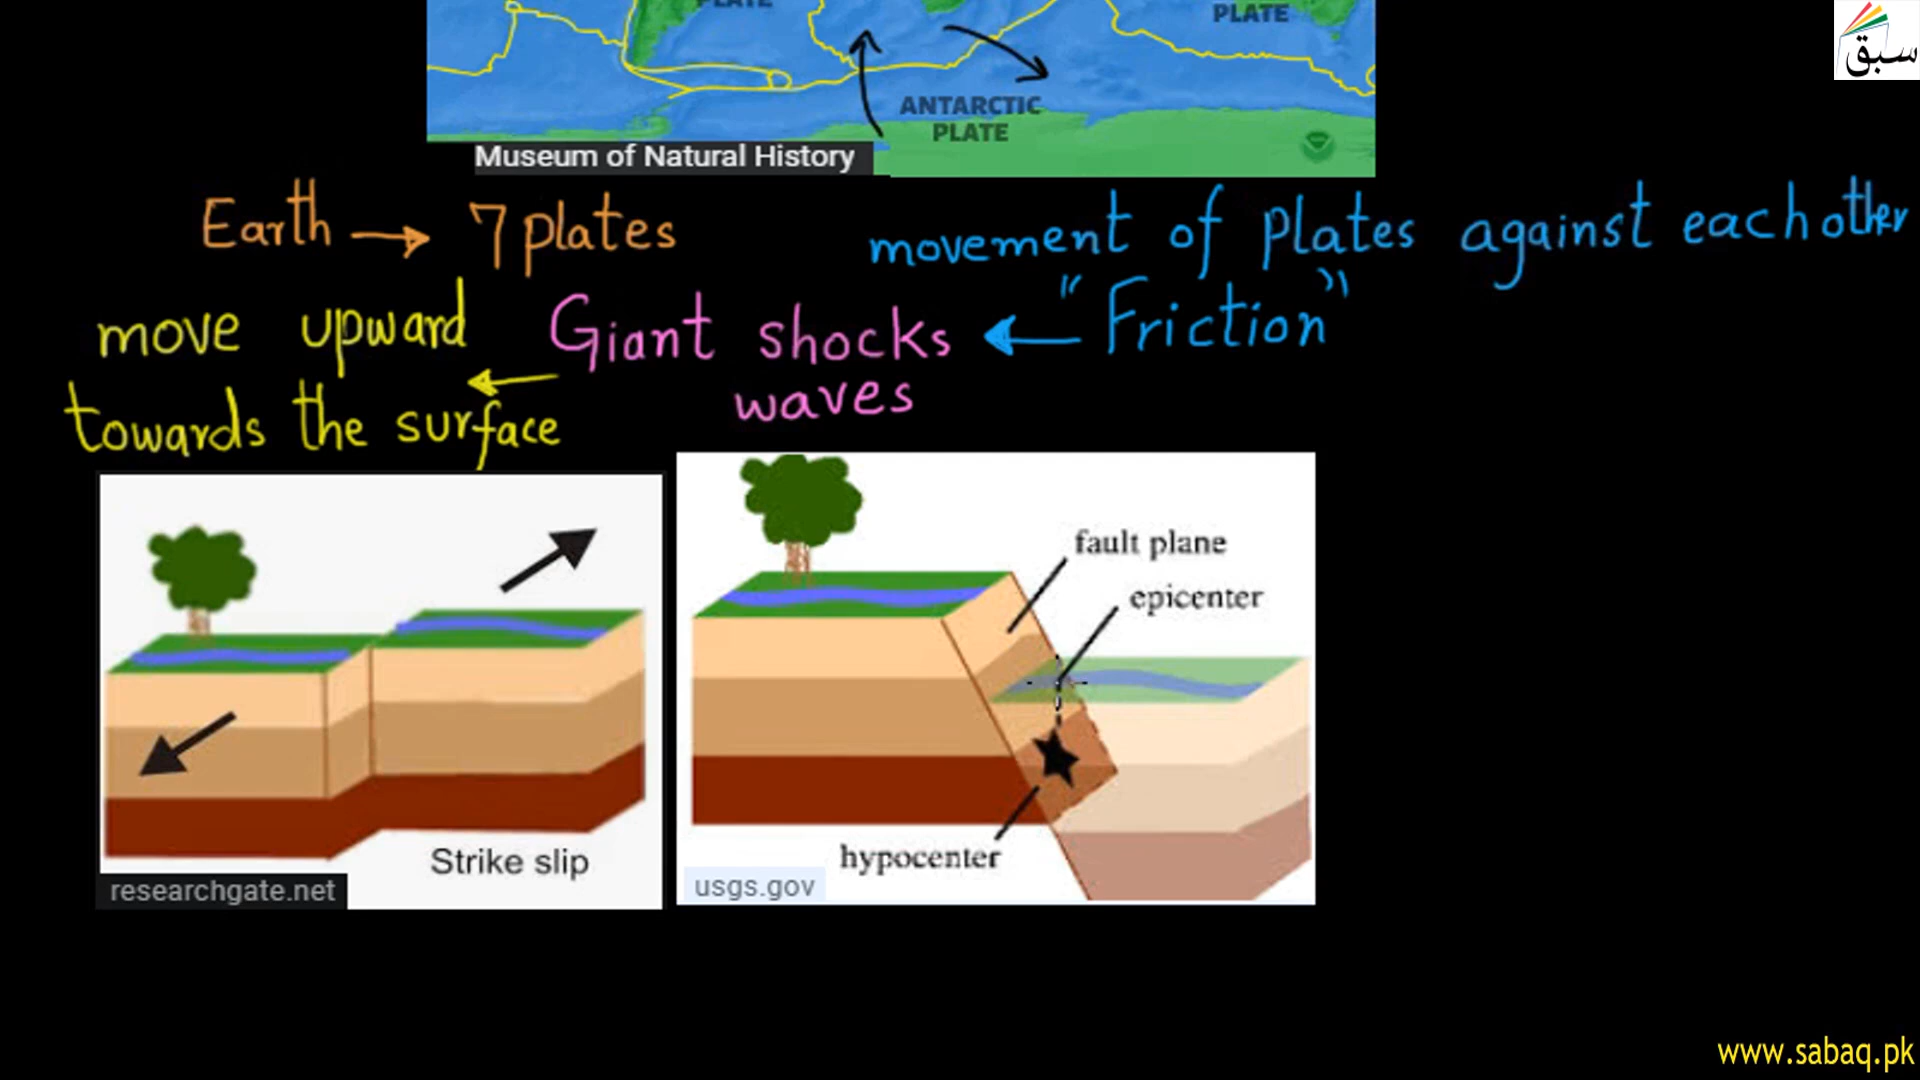 PLATE
PLATE
سبق
ANTARCTIC
PLATE
Museum of Natural History
Earth → 7 plates
movement of plates against each other
move upward
Giant shocks ← "Friction"
waves
towards the surface
fault plane
epicenter
hypocenter
Strike slip
researchgate.net
usgs.gov
www.sabaq.pk